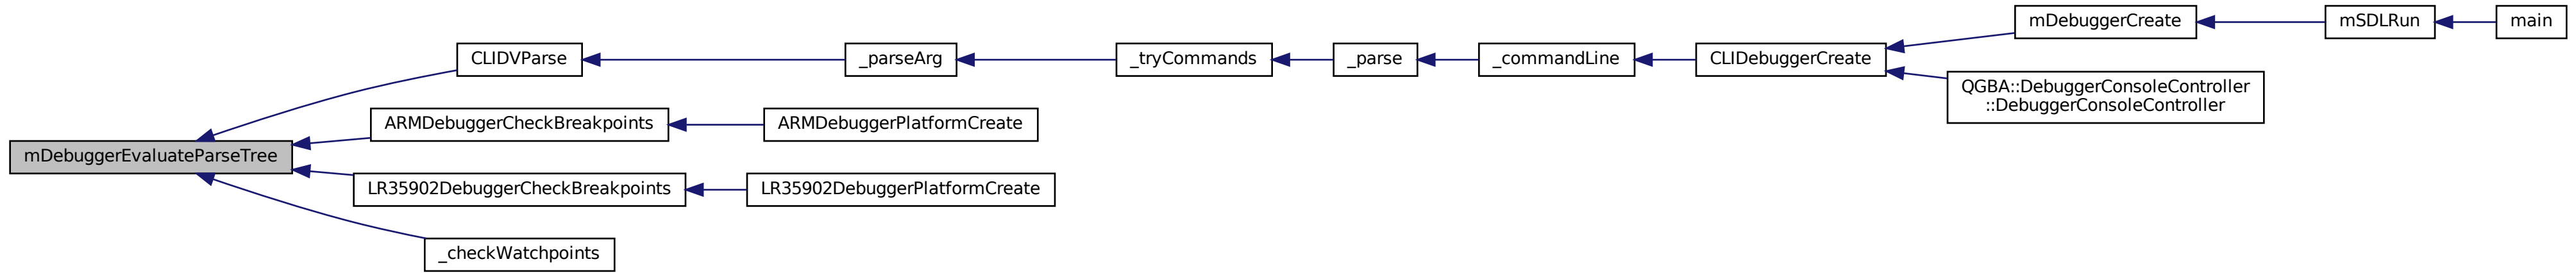 mDebuggerCreate
mSDLRun
main
CLIDVParse
_parseArg
_tryCommands
_parse
_commandLine
CLIDebuggerCreate
QGBA::DebuggerConsoleController
::DebuggerConsoleController
ARMDebuggerCheckBreakpoints
ARMDebuggerPlatformCreate
mDebuggerEvaluateParseTree
LR35902DebuggerCheckBreakpoints
LR35902DebuggerPlatformCreate
_checkWatchpoints